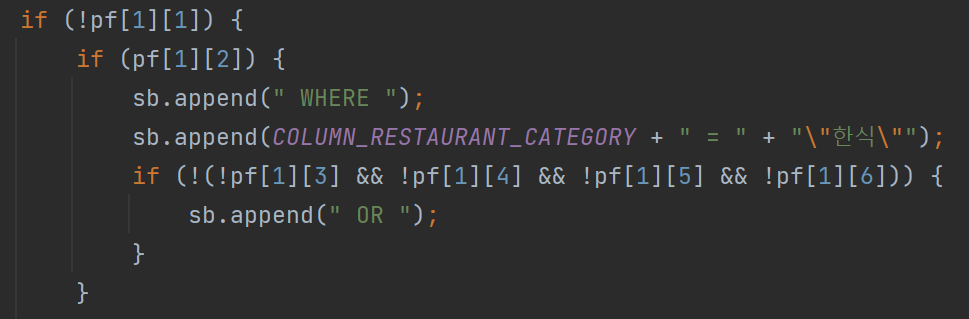 if (!pf[1][1]) {
if (pf[1][2]) {
sb.append(" WHERE ");
sb.append(COLUMN_RESTAURANT_CATEGORY + " = " + "\"한식\"");
if (!(!pf[1][3] && !pf[1][4] && !pf[1][5] && !pf[1][6])) {
sb.append(" OR ");
}
}